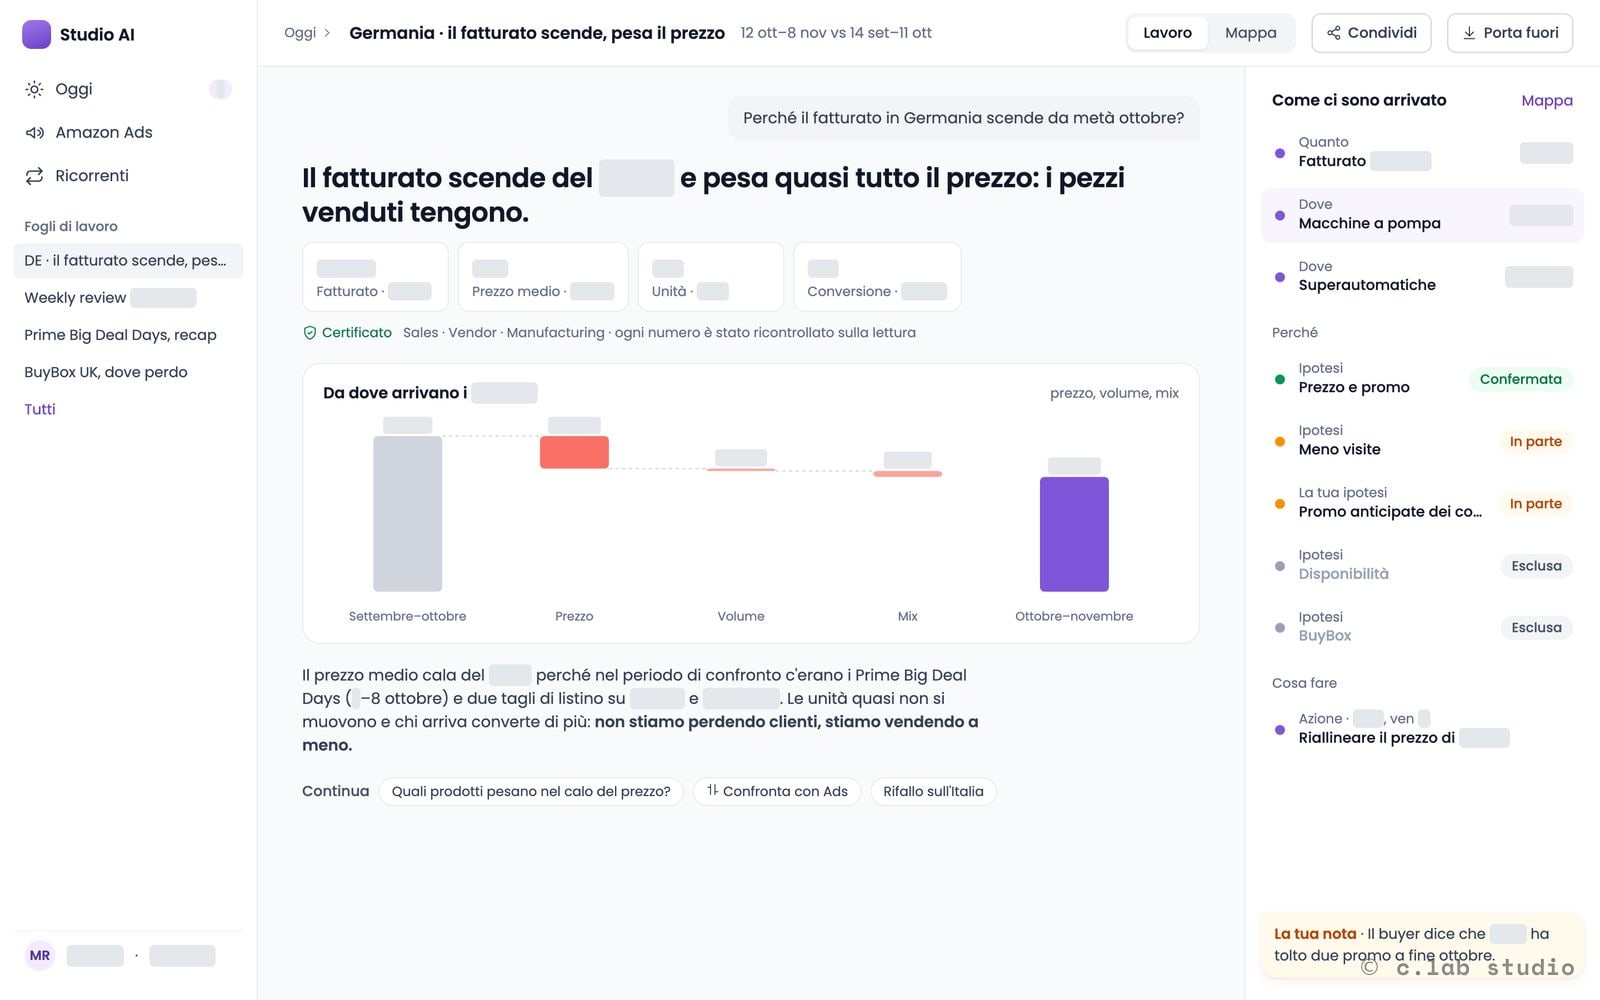 Studio AI
Oggi
Amazon Ads
Ricorrenti
Fogli di lavoro
DE · il fatturato scende, pes...
Weekly review
Prime Big Deal Days, recap
BuyBox UK, dove perdo
Tutti
MR ·
Oggi > Germania · il fatturato scende, pesa il prezzo 12 ott–8 nov vs 14 set–11 ott
Lavoro Mappa Condividi Porta fuori
Perché il fatturato in Germania scende da metà ottobre?
Il fatturato scende del e pesa quasi tutto il prezzo: i pezzi
venduti tengono.
Fatturato · Prezzo medio · Unità · Conversione ·
Certificato Sales · Vendor · Manufacturing · ogni numero è stato ricontrollato sulla lettura
Da dove arrivano i prezzo, volume, mix
Settembre–ottobre Prezzo Volume Mix Ottobre–novembre
Il prezzo medio cala del perché nel periodo di confronto c'erano i Prime Big Deal
Days ( –8 ottobre) e due tagli di listino su e . Le unità quasi non si
muovono e chi arriva converte di più: non stiamo perdendo clienti, stiamo vendendo a
meno.
Continua Quali prodotti pesano nel calo del prezzo? Confronta con Ads Rifallo sull'Italia
Come ci sono arrivato Mappa
Quanto
Fatturato
Dove
Macchine a pompa
Dove
Superautomatiche
Perché
Ipotesi
Prezzo e promo Confermata
Ipotesi
Meno visite In parte
La tua ipotesi
Promo anticipate dei co... In parte
Ipotesi
Disponibilità Esclusa
Ipotesi
BuyBox Esclusa
Cosa fare
Azione · , ven
Riallineare il prezzo di
La tua nota · Il buyer dice che ha
tolto due promo a fine ottobre.
© c.lab studio